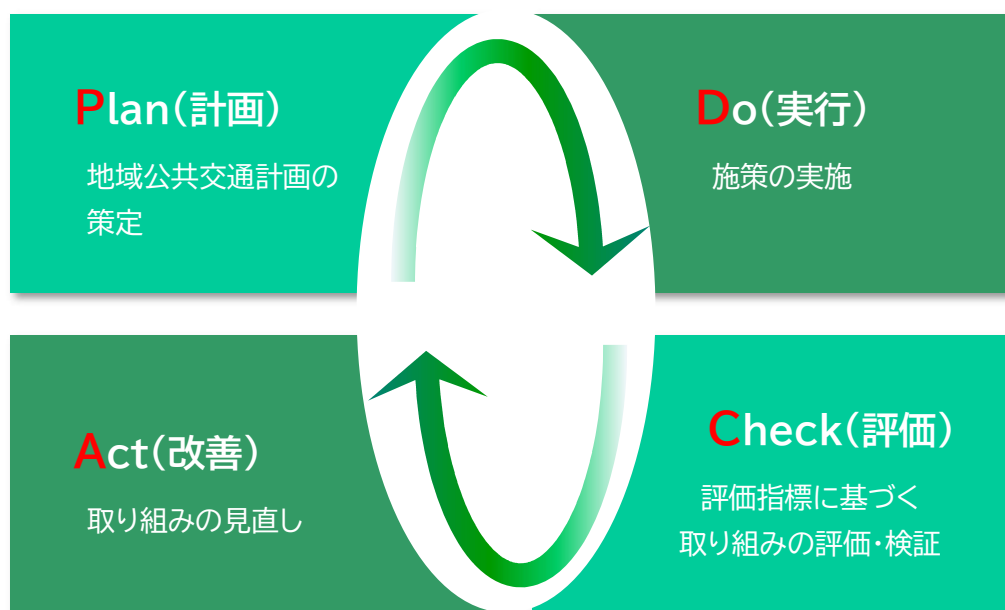 Plan(計画)
地域公共交通計画の
策定
Do(実行)
施策の実施
Act(改善)
取り組みの見直し
Check(評価)
評価指標に基づく
取り組みの評価・検証